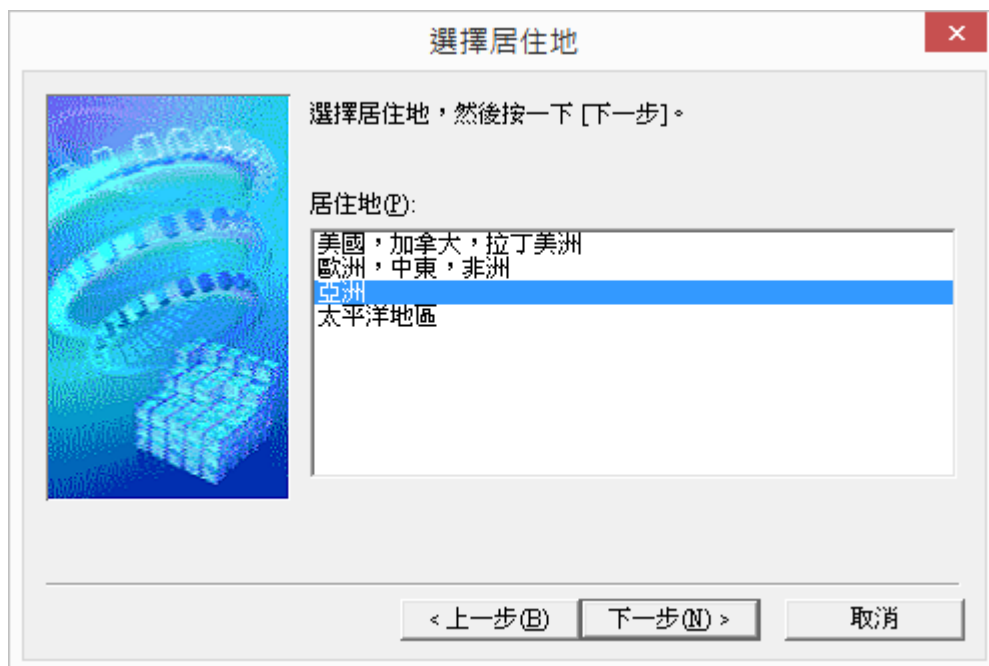 選擇居住地
選擇居住地，然後按一下 [下一步]。
居住地(P):
美國，加拿大，拉丁美洲
歐洲，中東，非洲
亞洲
太平洋地區
< 上一步(B)
下一步(N) >
取消